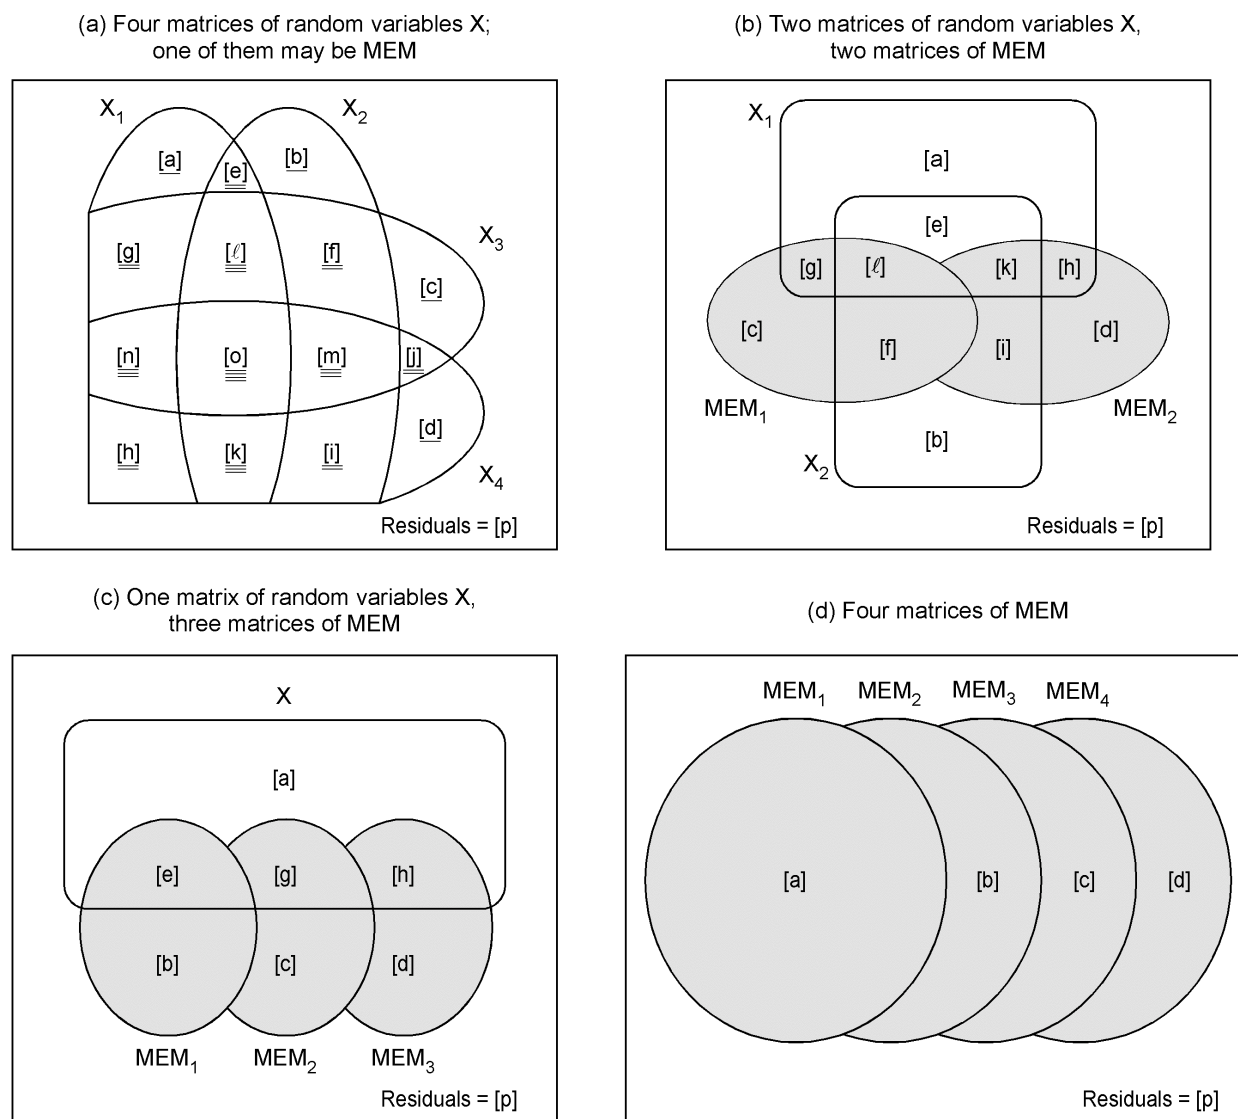 (a) Four matrices of random variables X;
one of them may be MEM
X₁
X₂
[a]
[e]
[b]
[g]
[ℓ]
[f]
X₃
[c]
[n]
[o]
[m]
[j]
[h]
[k]
[i]
[d]
X₄
Residuals = [p]
(b) Two matrices of random variables X,
two matrices of MEM
X₁
[a]
[e]
[g]
[ℓ]
[k]
[h]
[c]
[f]
[i]
[d]
MEM₁
MEM₂
[b]
X₂
Residuals = [p]
(c) One matrix of random variables X,
three matrices of MEM
X
[a]
[e]
[g]
[h]
[b]
[c]
[d]
MEM₁
MEM₂
MEM₃
Residuals = [p]
(d) Four matrices of MEM
MEM₁
MEM₂
MEM₃
MEM₄
[a]
[b]
[c]
[d]
Residuals = [p]